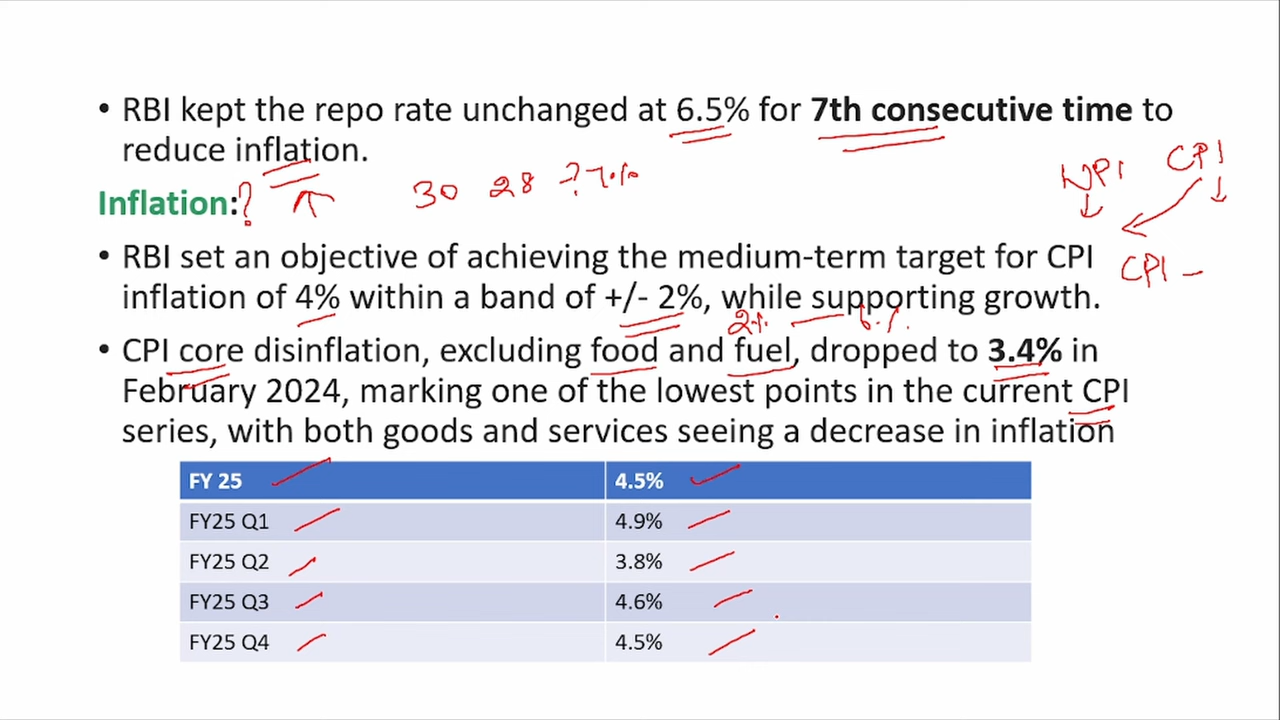 • RBI kept the repo rate unchanged at 6.5% for 7th consecutive time to
reduce inflation.
CPI
30 28 ?
Inflation:?
• RBI set an objective of achieving the medium-term target for CPI
inflation of 4% within a band of +/- 2%, while supporting growth.
CPI -
2% 6%
• CPI core disinflation, excluding food and fuel, dropped to 3.4% in
February 2024, marking one of the lowest points in the current CPI
series, with both goods and services seeing a decrease in inflation
FY 25 4.5%
FY25 Q1 4.9%
FY25 Q2 3.8%
FY25 Q3 4.6%
FY25 Q4 4.5%